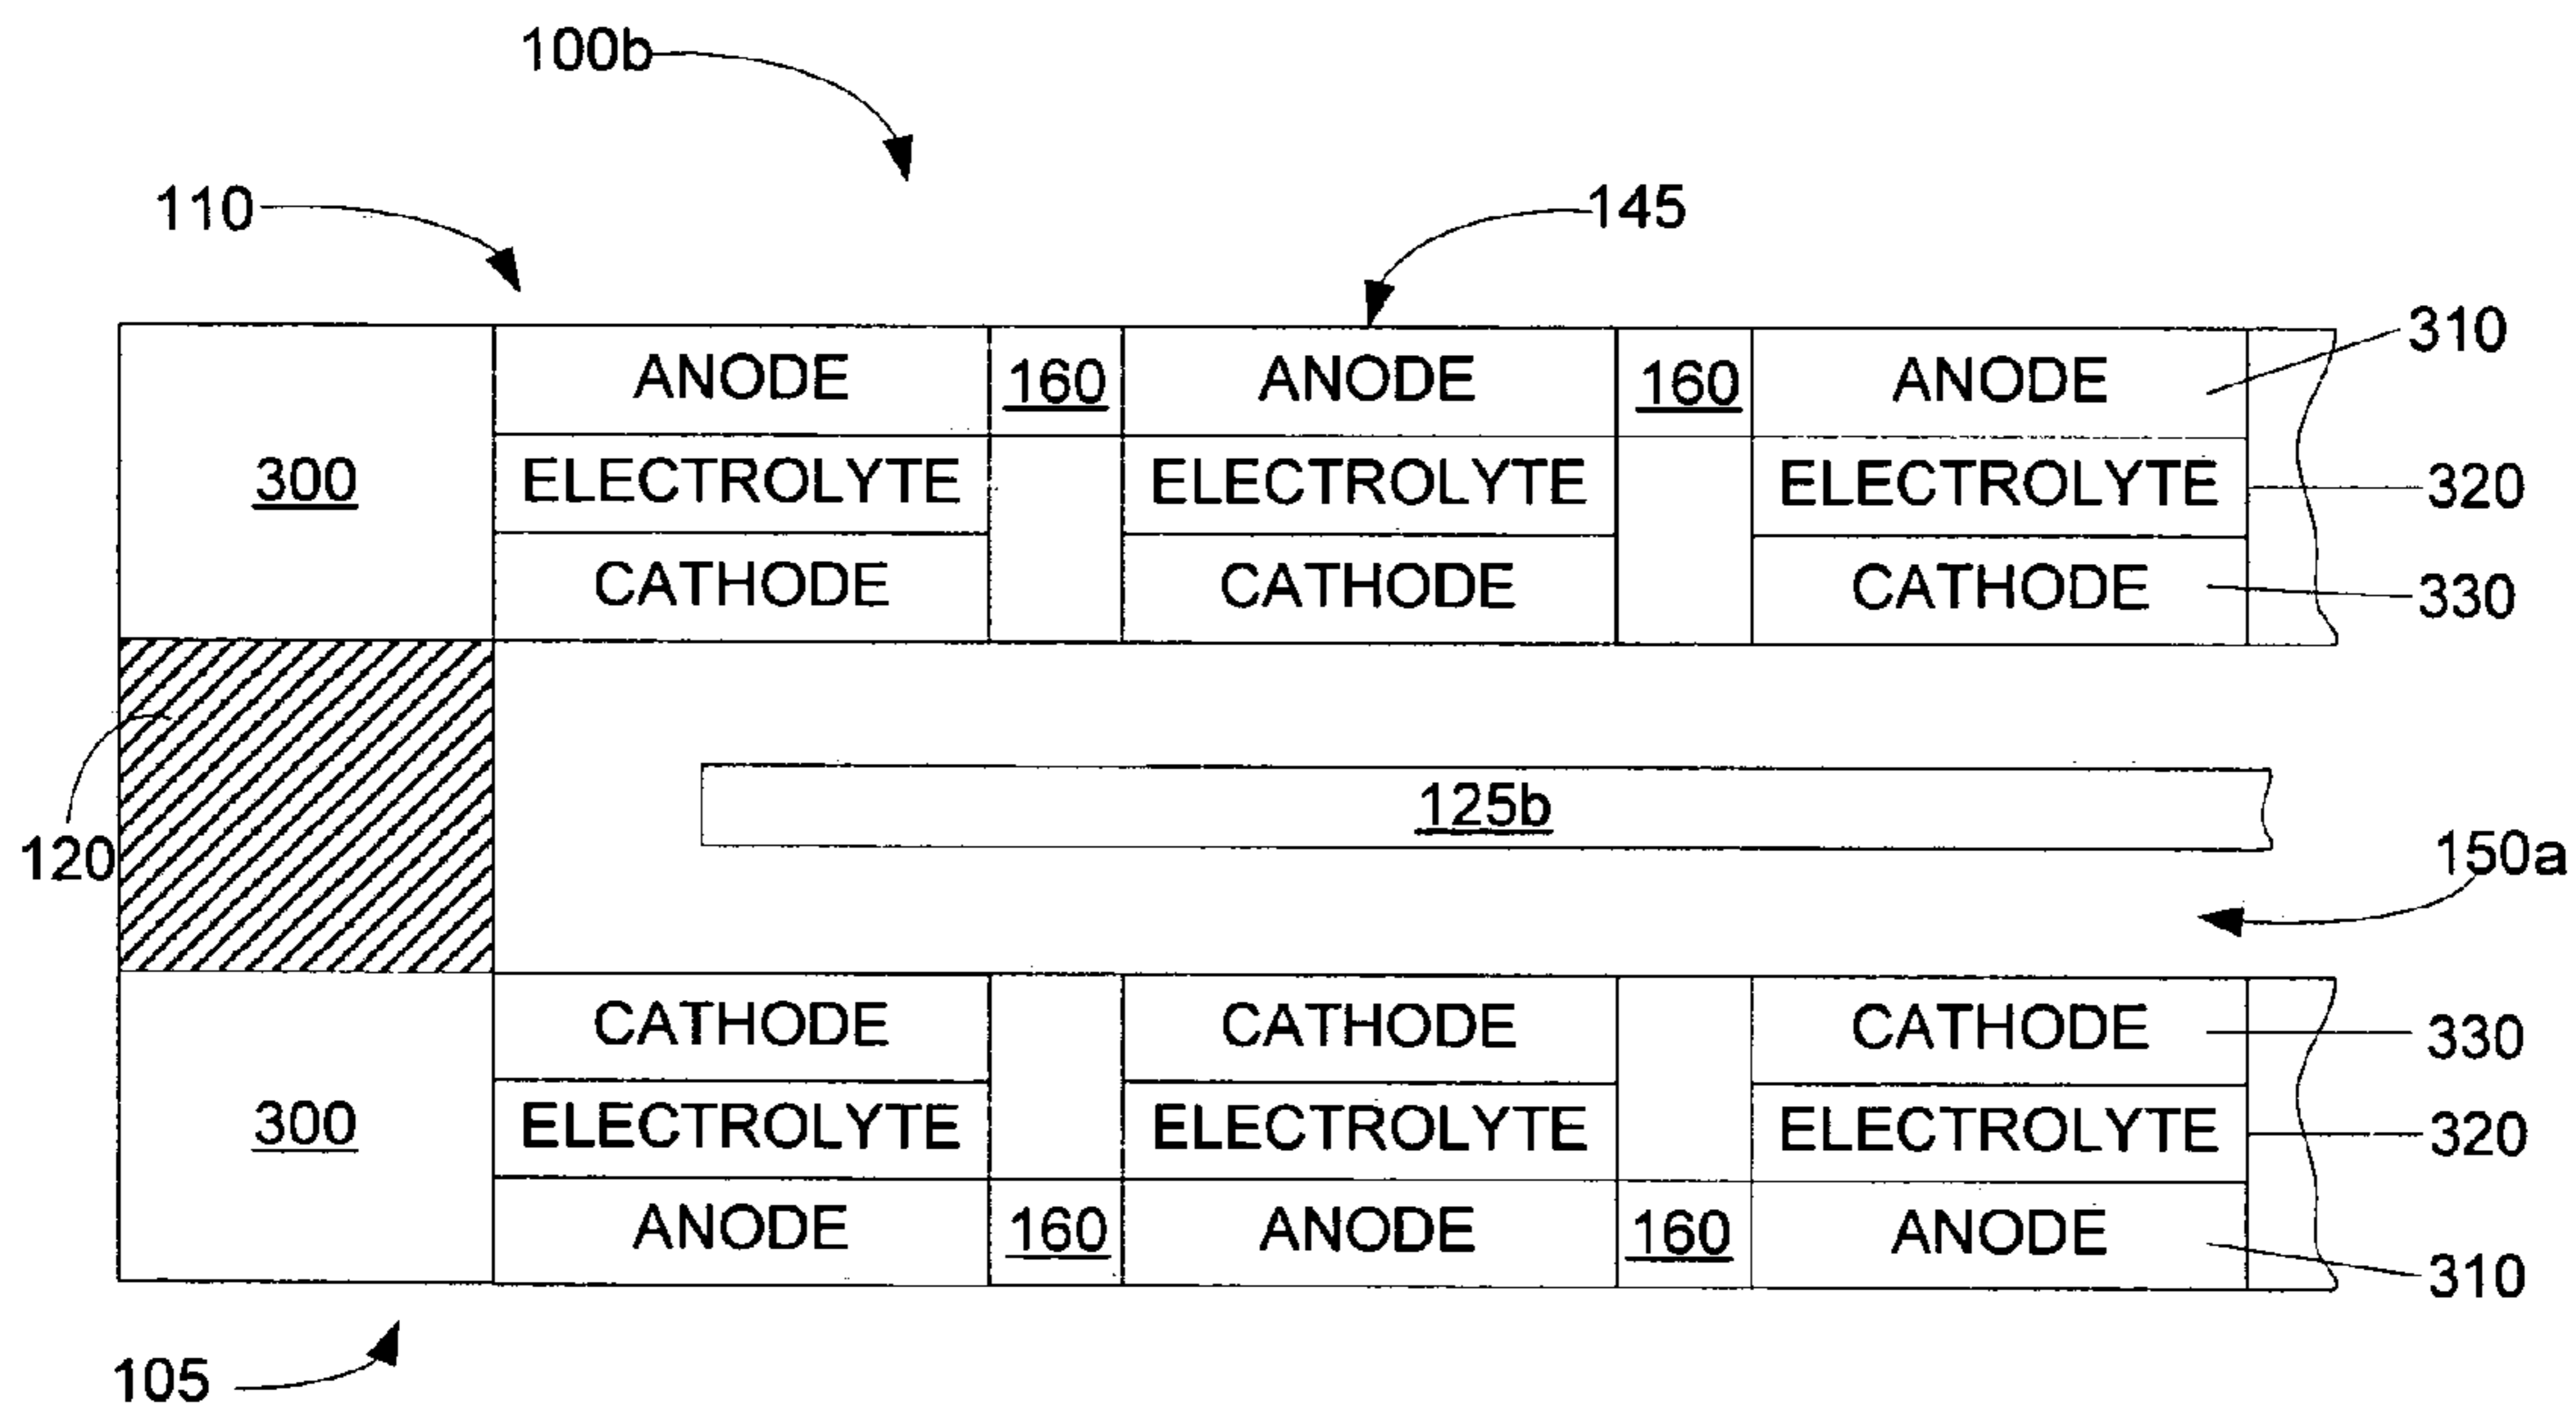 100b
110
145
ANODE 160 ANODE 160 ANODE 310
300 ELECTROLYTE ELECTROLYTE ELECTROLYTE 320
CATHODE CATHODE CATHODE 330
125b
120
150a
CATHODE CATHODE CATHODE 330
300 ELECTROLYTE ELECTROLYTE ELECTROLYTE 320
ANODE 160 ANODE 160 ANODE 310
105